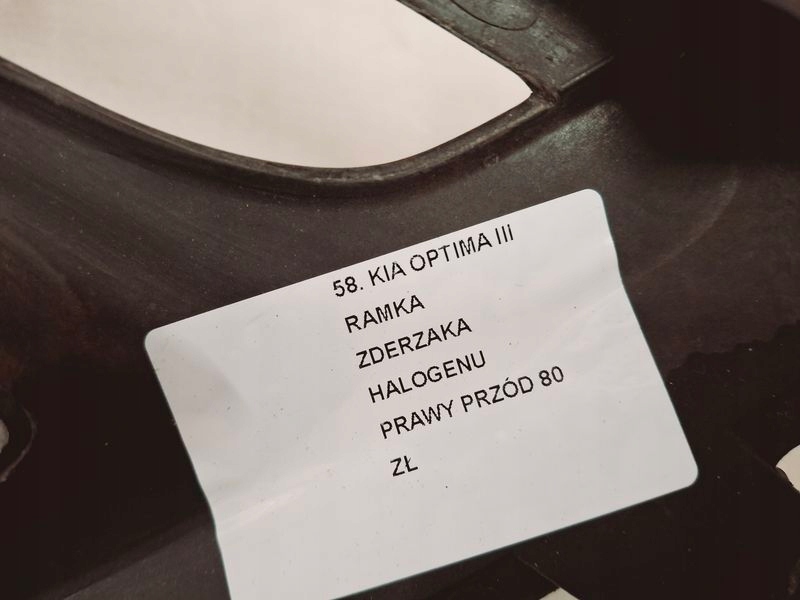 58. KIA OPTIMA III
RAMKA
ZDERZAKA
HALOGENU
PRAWY PRZÓD 80
ZŁ